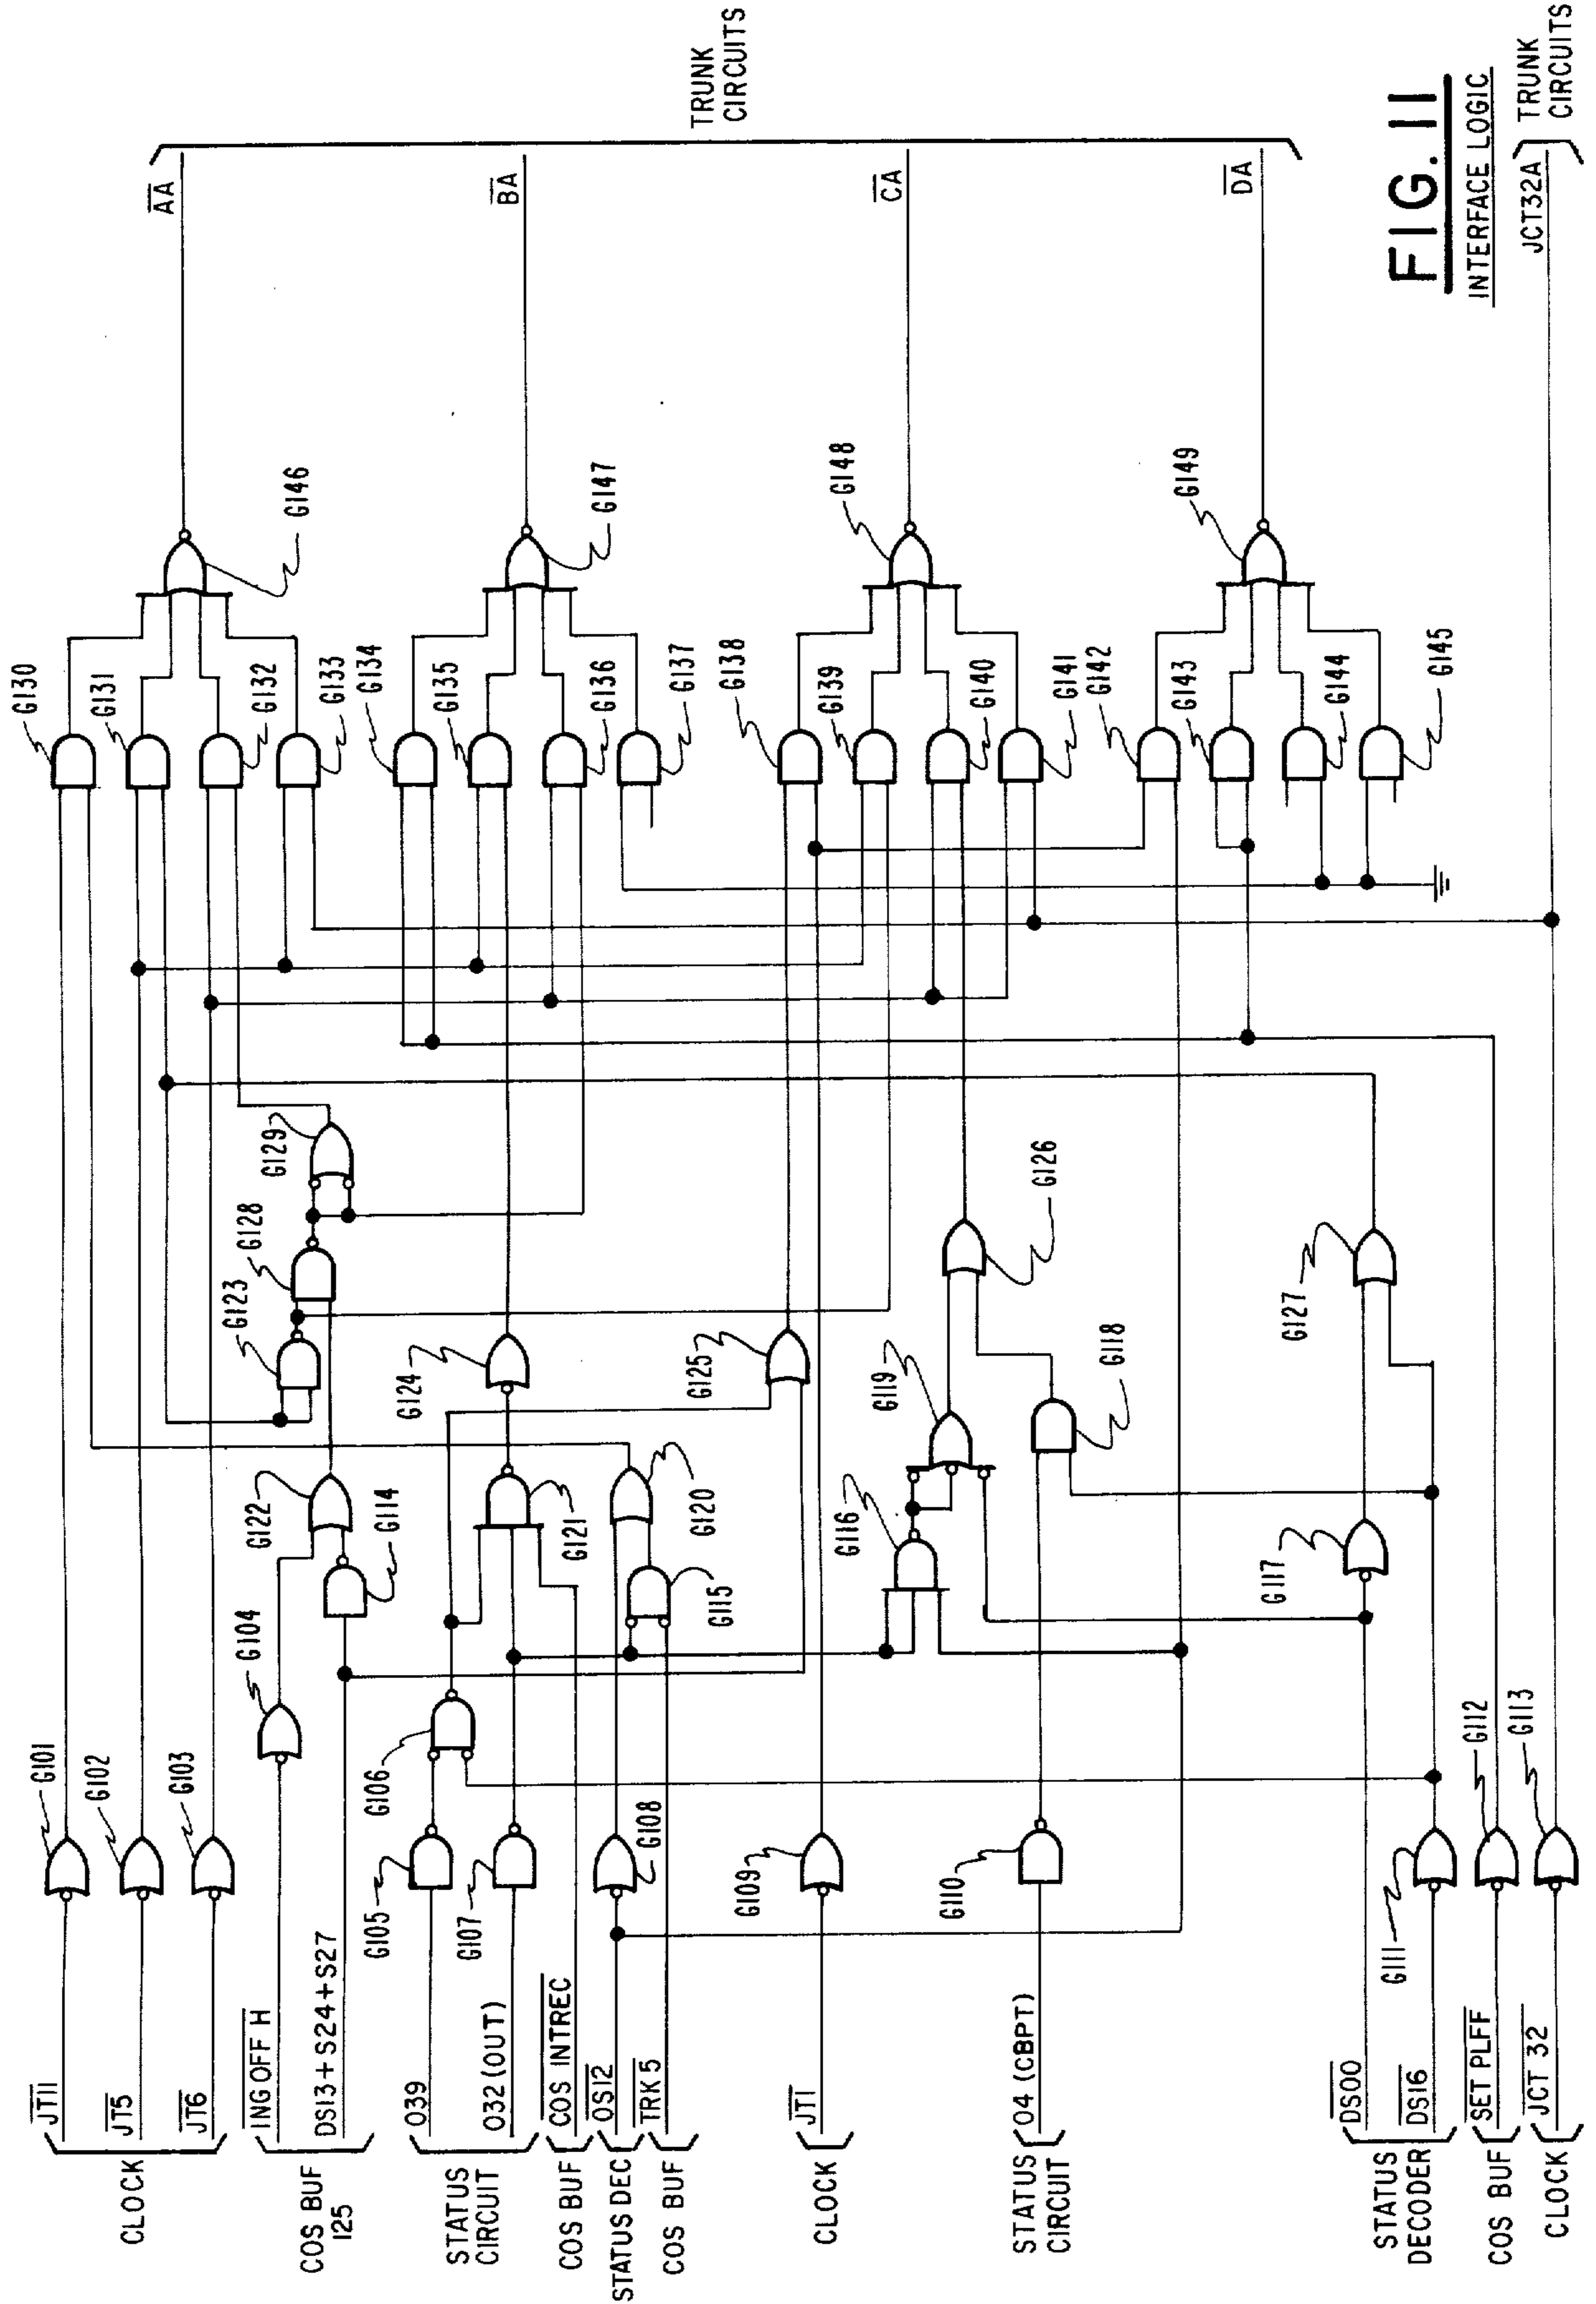 CLOCK
JT11
JT5
JT6
COS BUF
125
ING OFF H
DS13+S24+S27
STATUS
CIRCUIT
O39
O32 (OUT)
COS BUF
COS INTREC
STATUS DEC
OS12
COS BUF
TRK5
CLOCK
JT1
STATUS
CIRCUIT
O4 (CBPT)
STATUS
DECODER
DS00
DS16
COS BUF
SET PLFF
CLOCK
JCT 32
G101
G102
G103
G104
G105
G106
G107
G108
G109
G110
G111
G112
G113
G114
G115
G116
G117
G118
G119
G120
G121
G122
G123
G124
G125
G126
G127
G128
G129
G130
G131
G132
G133
G134
G135
G136
G137
G138
G139
G140
G141
G142
G143
G144
G145
G146
G147
G148
G149
AA
BA
CA
DA
TRUNK
CIRCUITS
JCT32A
TRUNK
CIRCUITS
FIG. 11
INTERFACE LOGIC